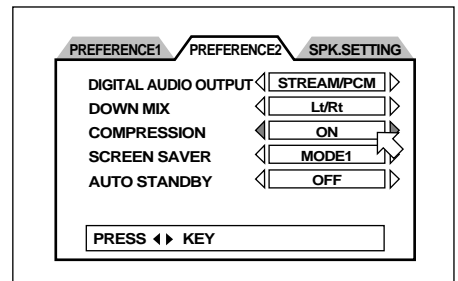 PREFERENCE1 PREFERENCE2 SPK.SETTING
DIGITAL AUDIO OUTPUT STREAM/PCM
DOWN MIX Lt/Rt
COMPRESSION ON
SCREEN SAVER MODE1
AUTO STANDBY OFF
PRESS ◀▶ KEY